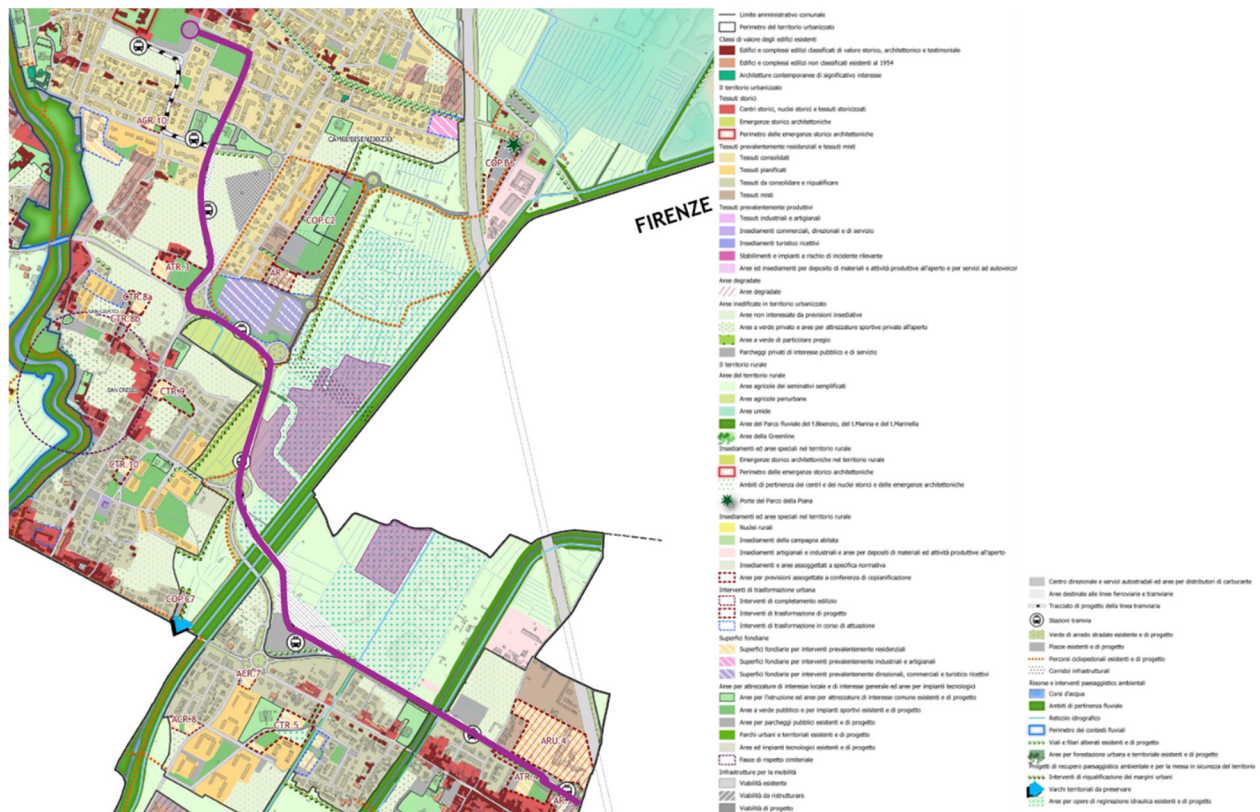 ACR.10
CAMPI BISENZIO
COP.B6
FIRENZE
COP.C2
ATR.3
AR.5
CTR.8a
CTR.8b
SAN GIUSTO
SAN CRESCI
CTR.9
CTR.10
COP.C7
ACR.7
ACR.8
CTR.5
ARU.4
ATR.4
AR.
Limite amministrativo comunale
Perimetro del territorio urbanizzato
Classi di valore degli edifici esistenti
Edifici e complessi edilizi classificati di valore storico, architettonico e testimoniale
Edifici e complessi edilizi non classificati esistenti al 1954
Architetture contemporanee di significativo interesse
Il territorio urbanizzato
Tessuti storici
Centri storici, nuclei storici e tessuti storicizzati
Emergenze storico architettoniche
Perimetro delle emergenze storico architettoniche
Tessuti prevalentemente residenziali e tessuti misti
Tessuti consolidati
Tessuti pianificati
Tessuti da consolidare e riqualificare
Tessuti misti
Tessuti prevalentemente produttivi
Tessuti industriali e artigianali
Insediamenti commerciali, direzionali e di servizio
Insediamenti turistico ricettivi
Stabilimenti e impianti a rischio di incidente rilevante
Aree ed insediamenti per deposito di materiali e attività produttive all'aperto e per servizi ad autoveicoi
Aree degradate
Aree degradate
Aree inedificate in territorio urbanizzato
Aree non interessate da previsioni insediative
Aree a verde privato e aree per attrezzature sportive private all'aperto
Aree a verde di particolare pregio
Parcheggi privati di interesse pubblico e di servizio
Il territorio rurale
Aree del territorio rurale
Aree agricole dei seminativi semplificati
Aree agricole periurbane
Aree umide
Aree del Parco fluviale del f.Bisenzio, del t.Marina e del t.Marinella
Aree della Greenline
Insediamenti ed aree speciali nel territorio rurale
Emergenze storico architettoniche nel territorio rurale
Perimetro delle emergenze storico architettoniche
Ambiti di pertinenza dei centri e dei nuclei storici e delle emergenze architettoniche
Porte del Parco della Piana
Insediamenti ed aree speciali nel territorio rurale
Nuclei rurali
Insediamenti della campagna abitata
Insediamenti artigianali e industriali e aree per depositi di materiali ed attività produttive all'aperto
Insediamenti e aree assoggettati a specifica normativa
Aree per previsioni assogettate a conferenza di copianificazione
Interventi di trasformazione urbana
Interventi di completamento edilizio
Interventi di trasformazione di progetto
Interventi di trasformazione in corso di attuazione
Superfici fondiarie
Superfici fondiarie per interventi prevalentemente residenziali
Superfici fondiarie per interventi prevalentemente industriali e artigianali
Superfici fondiarie per interventi prevalentemente direzionali, commerciali e turistico ricettivi
Aree per attrezzature di interesse locale e di interesse generale ed aree per impianti tecnologici
Aree per l'istruzione ed aree per attrezzature di interesse comune esistenti e di progetto
Aree a verde pubblico e per impianti sportivi esistenti e di progetto
Aree per parcheggi pubblici esistenti e di progetto
Parchi urbani e territoriali esistenti e di progetto
Aree ed impianti tecnologici esistenti e di progetto
Fasce di rispetto cimiteriale
Infrastrutture per la mobilità
Viabilità esistente
Viabilità da ristrutturare
Viabilità di progetto
Centro direzionale e servizi autostradali ed aree per distributori di carburante
Aree destinate alle linee ferroviarie e tramviarie
Tracciato di progetto della linea tramviaria
Stazioni tramvia
Verde di arredo stradale esistente e di progetto
Piazze esistenti e di progetto
Percorsi ciclopedonali esistenti e di progetto
Corridoi infrastrutturali
Risorse e interventi paesaggistico ambientali
Corsi d'acqua
Ambiti di pertinenza fluviale
Reticolo idrografico
Perimetro dei contesti fluviali
Viali e filari alberati esistenti e di progetto
Aree per forestazione urbana e territoriale esistenti e di progetto
Progetti di recupero paesaggistico ambientale e per la messa in sicurezza del territorio
Interventi di riqualificazione dei margini urbani
Varchi territoriali da preservare
Aree per opere di regimazione idraulica esistenti e di progetto